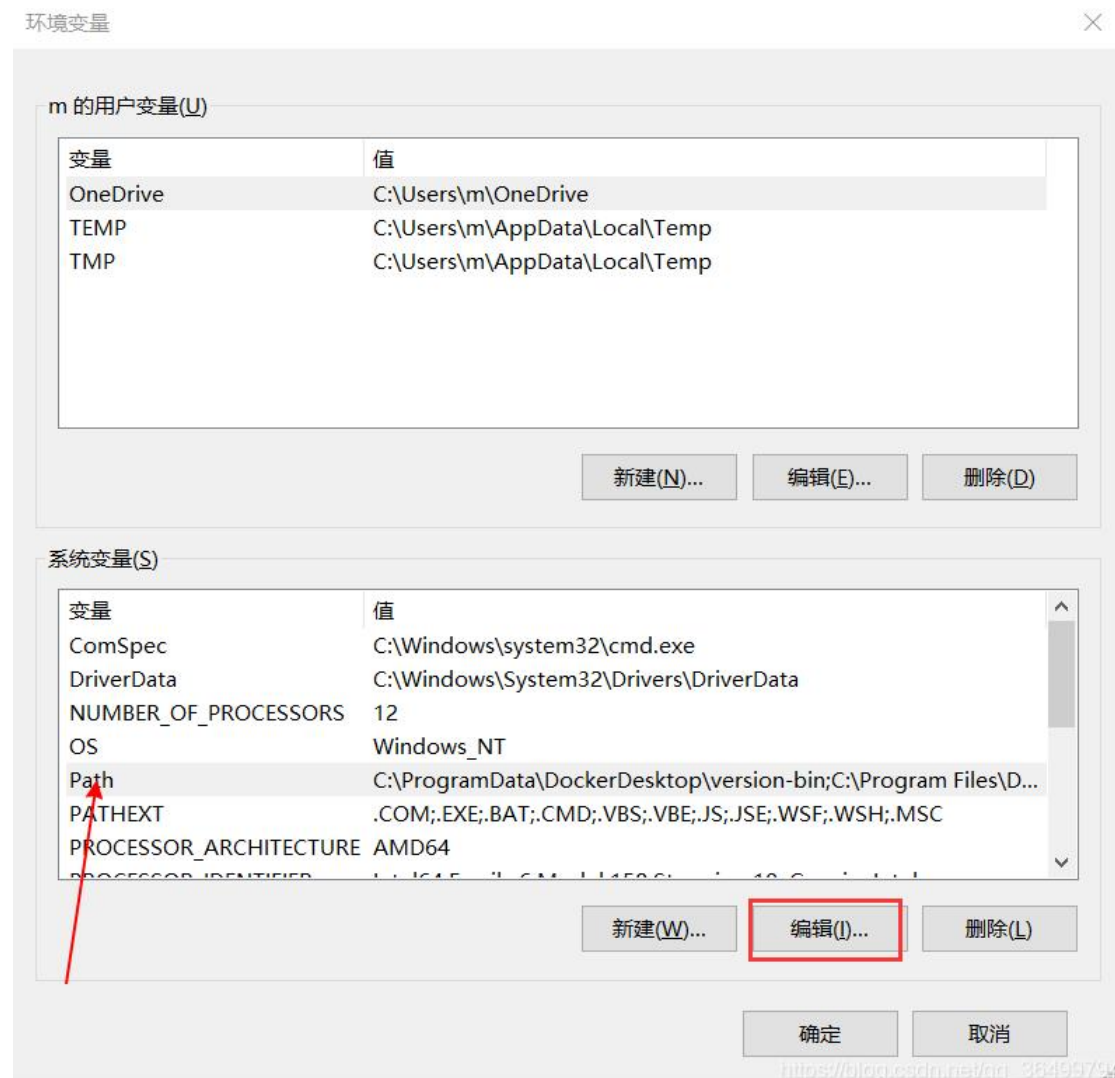 环境变量
m 的用户变量(U)
变量 值
OneDrive C:\Users\m\OneDrive
TEMP C:\Users\m\AppData\Local\Temp
TMP C:\Users\m\AppData\Local\Temp
新建(N)... 编辑(E)... 删除(D)
系统变量(S)
变量 值
ComSpec C:\Windows\system32\cmd.exe
DriverData C:\Windows\System32\Drivers\DriverData
NUMBER_OF_PROCESSORS 12
OS Windows_NT
Path C:\ProgramData\DockerDesktop\version-bin;C:\Program Files\D...
PATHEXT .COM;.EXE;.BAT;.CMD;.VBS;.VBE;.JS;.JSE;.WSF;.WSH;.MSC
PROCESSOR_ARCHITECTURE AMD64
新建(W)... 编辑(I)... 删除(L)
确定 取消